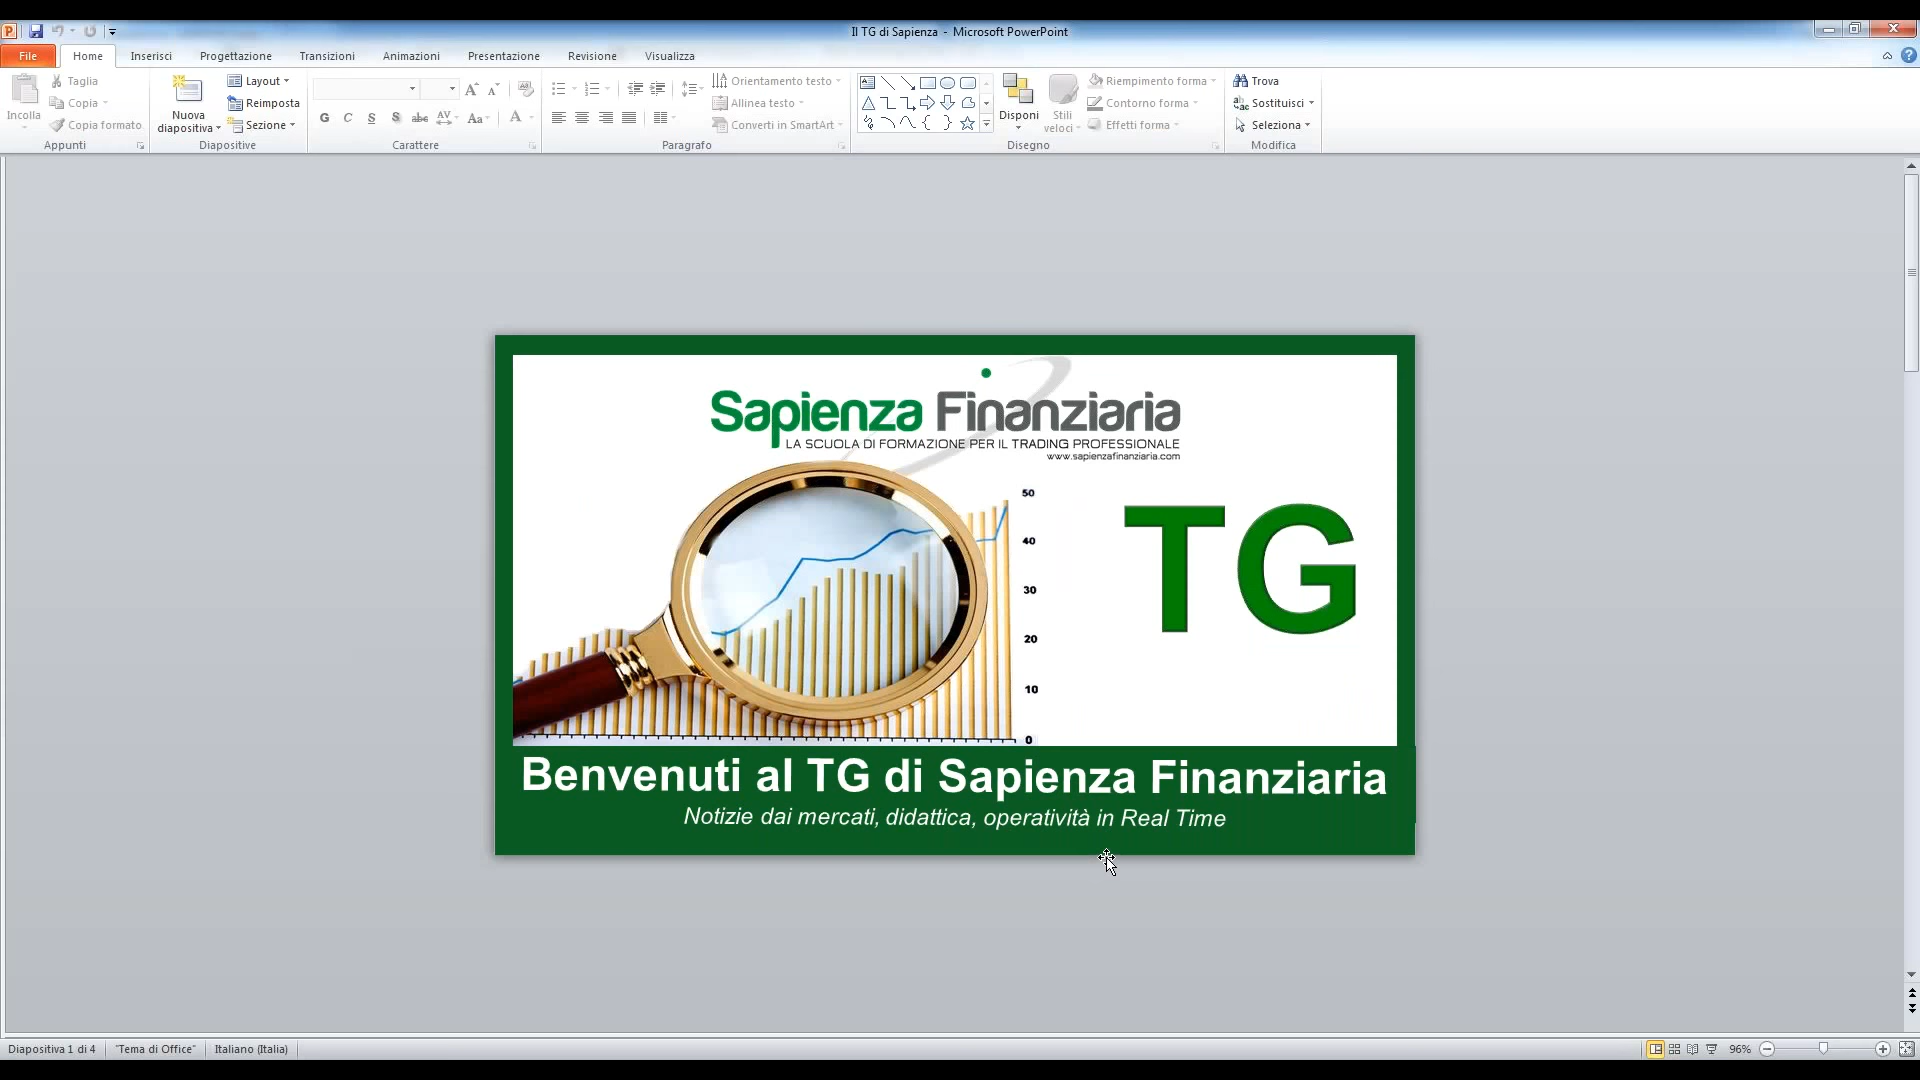 Il TG di Sapienza - Microsoft PowerPoint
File Home Inserisci Progettazione Transizioni Animazioni Presentazione Revisione Visualizza
Incolla
Taglia
Copia
Copia formato
Appunti
Nuova diapositiva
Layout
Reimposta
Sezione
Diapositive
G C S S abc AV Aa A
Carattere
Orientamento testo
Allinea testo
Converti in SmartArt
Paragrafo
Disponi
Stili veloci
Riempimento forma
Contorno forma
Effetti forma
Disegno
Trova
Sostituisci
Seleziona
Modifica
Sapienza Finanziaria
LA SCUOLA DI FORMAZIONE PER IL TRADING PROFESSIONALE
www.sapienzafinanziaria.com
50
40
30
20
10
0
TG
Benvenuti al TG di Sapienza Finanziaria
Notizie dai mercati, didattica, operatività in Real Time
Diapositiva 1 di 4 "Tema di Office" Italiano (Italia) 96%